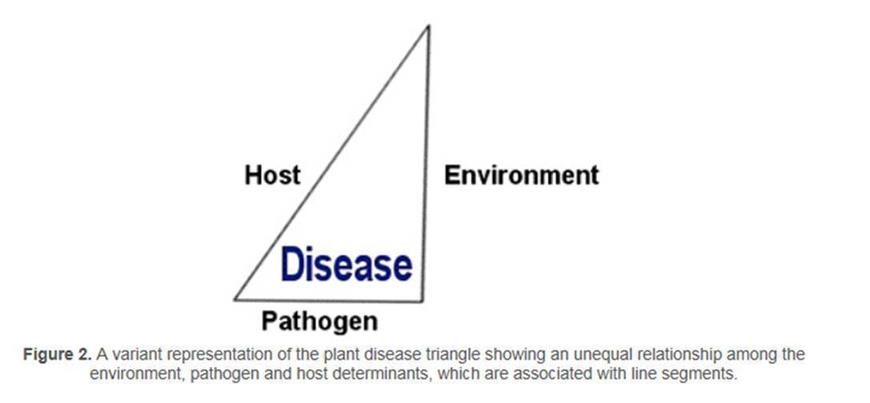 Host
Environment
Disease
Pathogen
Figure 2. A variant representation of the plant disease triangle showing an unequal relationship among the
environment, pathogen and host determinants, which are associated with line segments.